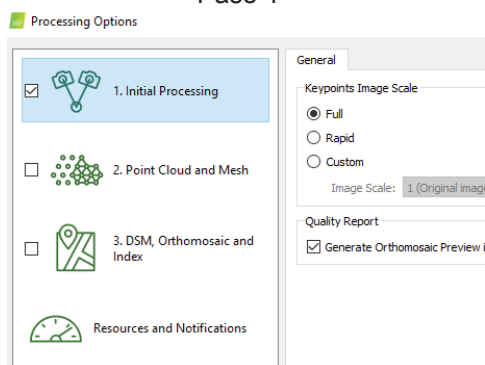 Processing Options
General
1. Initial Processing
Keypoints Image Scale
Full
Rapid
Custom
2. Point Cloud and Mesh
Image Scale: 1 (Original image
Quality Report
3. DSM, Orthomosaic and
Index
Generate Orthomosaic Preview i
Resources and Notifications